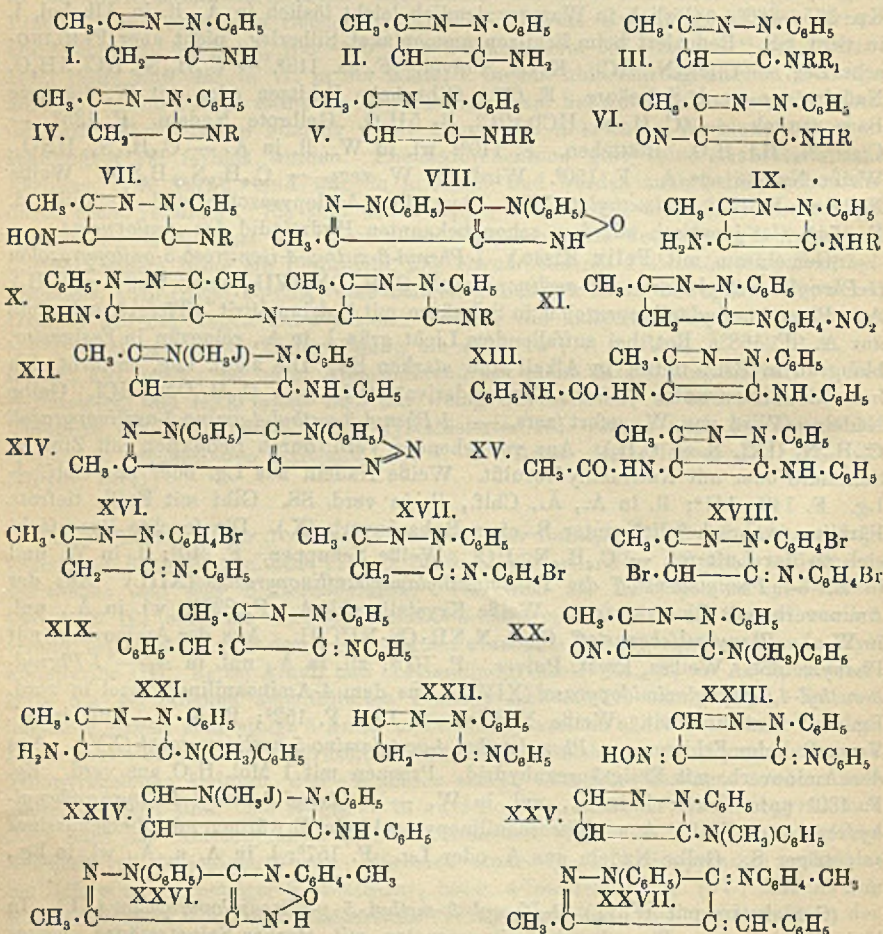 CH₃·C═N—N·C₆H₅ CH₃·C═N—N·C₆H₅ CH₃·C═N—N·C₆H₅
I. II. III.
CH₂—C═NH CH═══C—NH₂ CH═══C·NRR₁
CH₃·C═N—N·C₆H₅ CH₃·C═N—N·C₆H₅ CH₃·C═N—N·C₆H₅
IV. V. VI.
CH₂—C═NR CH═══C·NHR ON·C═══C·NHR
VII. VIII. IX.
CH₃·C═N—N·C₆H₅ N—N(C₆H₅)—C—N(C₆H₅) CH₃·C═N—N·C₆H₅
>O
HON═C—C═NR CH₃·C———C—NH H₂N·C═══C·NHR
C₆H₅·N—N═C·CH₃ CH₃·C═N—N·C₆H₅ CH₃·C═N—N·C₆H₅
X. XI.
RHN·C═══C—N═══C—C═NR CH₂—C═NC₆H₄·NO₂
CH₃·C═N(CH₃J)—N·C₆H₅ XIII. CH₃·C═N—N·C₆H₅
XII.
CH═══C·NH·C₆H₅ C₆H₅NH·CO·HN·C═══C·NH·C₆H₅
N—N(C₆H₅)—C—N(C₆H₅) CH₃·C═N—N·C₆H₅
XIV. >N XV.
CH₃·C———C—N CH₃·CO·HN·C═══C·NH·C₆H₅
XVI. XVII. XVIII.
CH₃·C═N—N·C₆H₄Br CH₃·C═N—N·C₆H₅ CH₃·C═N—N·C₆H₄Br
CH₂—C:N·C₆H₅ CH₂—C:N·C₆H₄Br Br·CH—C:N·C₆H₄Br
CH₃·C═N—N·C₆H₅ CH₃·C═N—N·C₆H₅
XIX. XX.
C₆H₅·CH:C—C:NC₆H₅ ON·C═══C·N(CH₃)C₆H₅
XXI. XXII. XXIII.
CH₃·C═N—N·C₆H₅ HC═N—N·C₆H₅ CH═N—N·C₆H₅
H₂N·C═══C·N(CH₃)C₆H₅ CH₂—C:NC₆H₅ HON:C—C:NC₆H₅
CH═N(CH₃J)—N·C₆H₅ CH═N—N·C₆H₅
XXIV. XXV.
CH═══C·NH·C₆H₅ CH═══C·N(CH₃)C₆H₅
N—N(C₆H₅)—C—N·C₆H₄·CH₃ N—N(C₆H₅)—C:NC₆H₄·CH₃
XXVI. >O XXVII.
CH₃·C———C—N·H CH₃·C———C:CH·C₆H₅